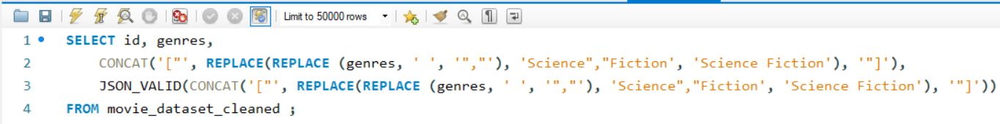 Limit to 50000 rows
1 SELECT id, genres,
2 CONCAT('["', REPLACE(REPLACE (genres, ' ', '","'), 'Science","Fiction', 'Science Fiction'), '"]'),
3 JSON_VALID(CONCAT('["', REPLACE(REPLACE (genres, ' ', '","'), 'Science","Fiction', 'Science Fiction'), '"]'))
4 FROM movie_dataset_cleaned ;